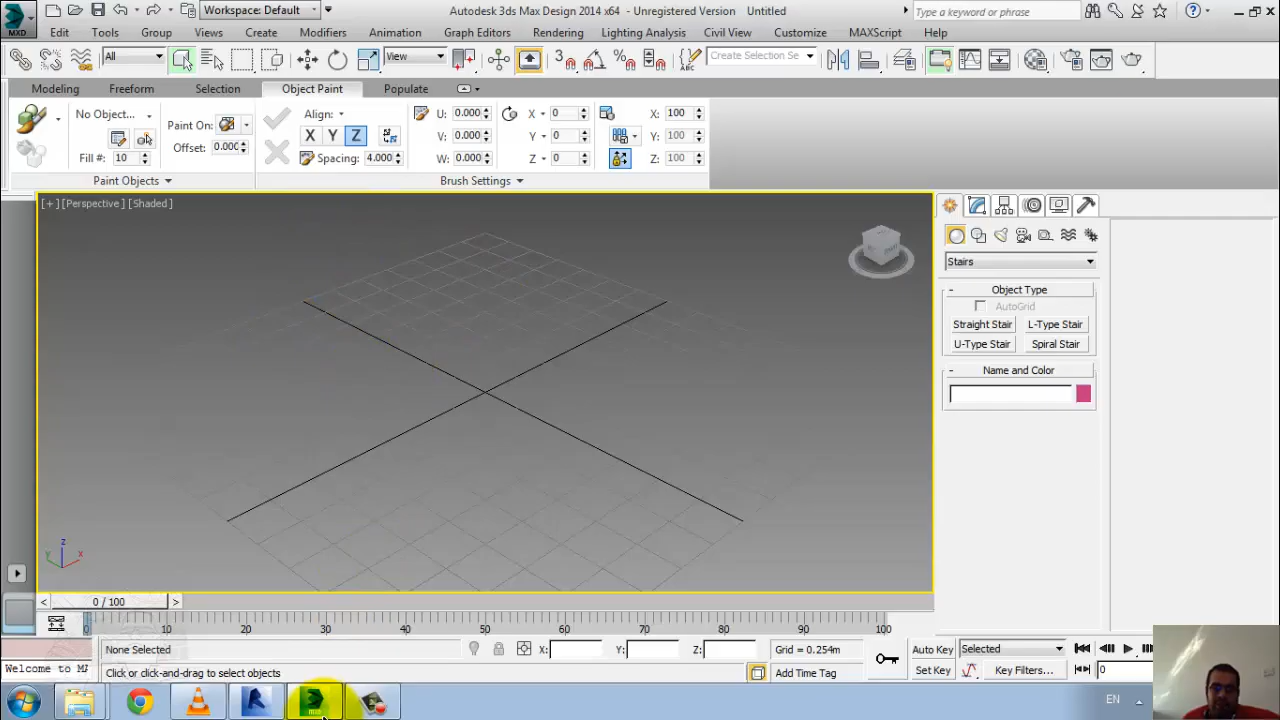 MXD
Workspace: Default
Autodesk 3ds Max Design 2014 x64 - Unregistered Version
Untitled
Type a keyword or phrase
Edit Tools Group Views Create Modifiers Animation Graph Editors Rendering Lighting Analysis Civil View Customize MAXScript Help
All View 3 Create Selection Se
Modeling Freeform Selection Object Paint Populate
No Object... Paint On: Align: U: 0.000 X 0 X: 100
Offset: 0.000 X Y Z V: 0.000 Y 0 Y: 100
Fill #: 10 Spacing: 4.000 W: 0.000 Z 0 Z: 100
Paint Objects Brush Settings
[+] [Perspective] [Shaded]
Stairs
- Object Type
AutoGrid
Straight Stair L-Type Stair
U-Type Stair Spiral Stair
- Name and Color
z
y x
< 0 / 100 >
0 10 20 30 40 50 60 70 80 90 100
None Selected X: Y: Z: Grid = 0.254m Auto Key Selected
Welcome to Click or click-and-drag to select objects Add Time Tag Set Key Key Filters... 0
EN